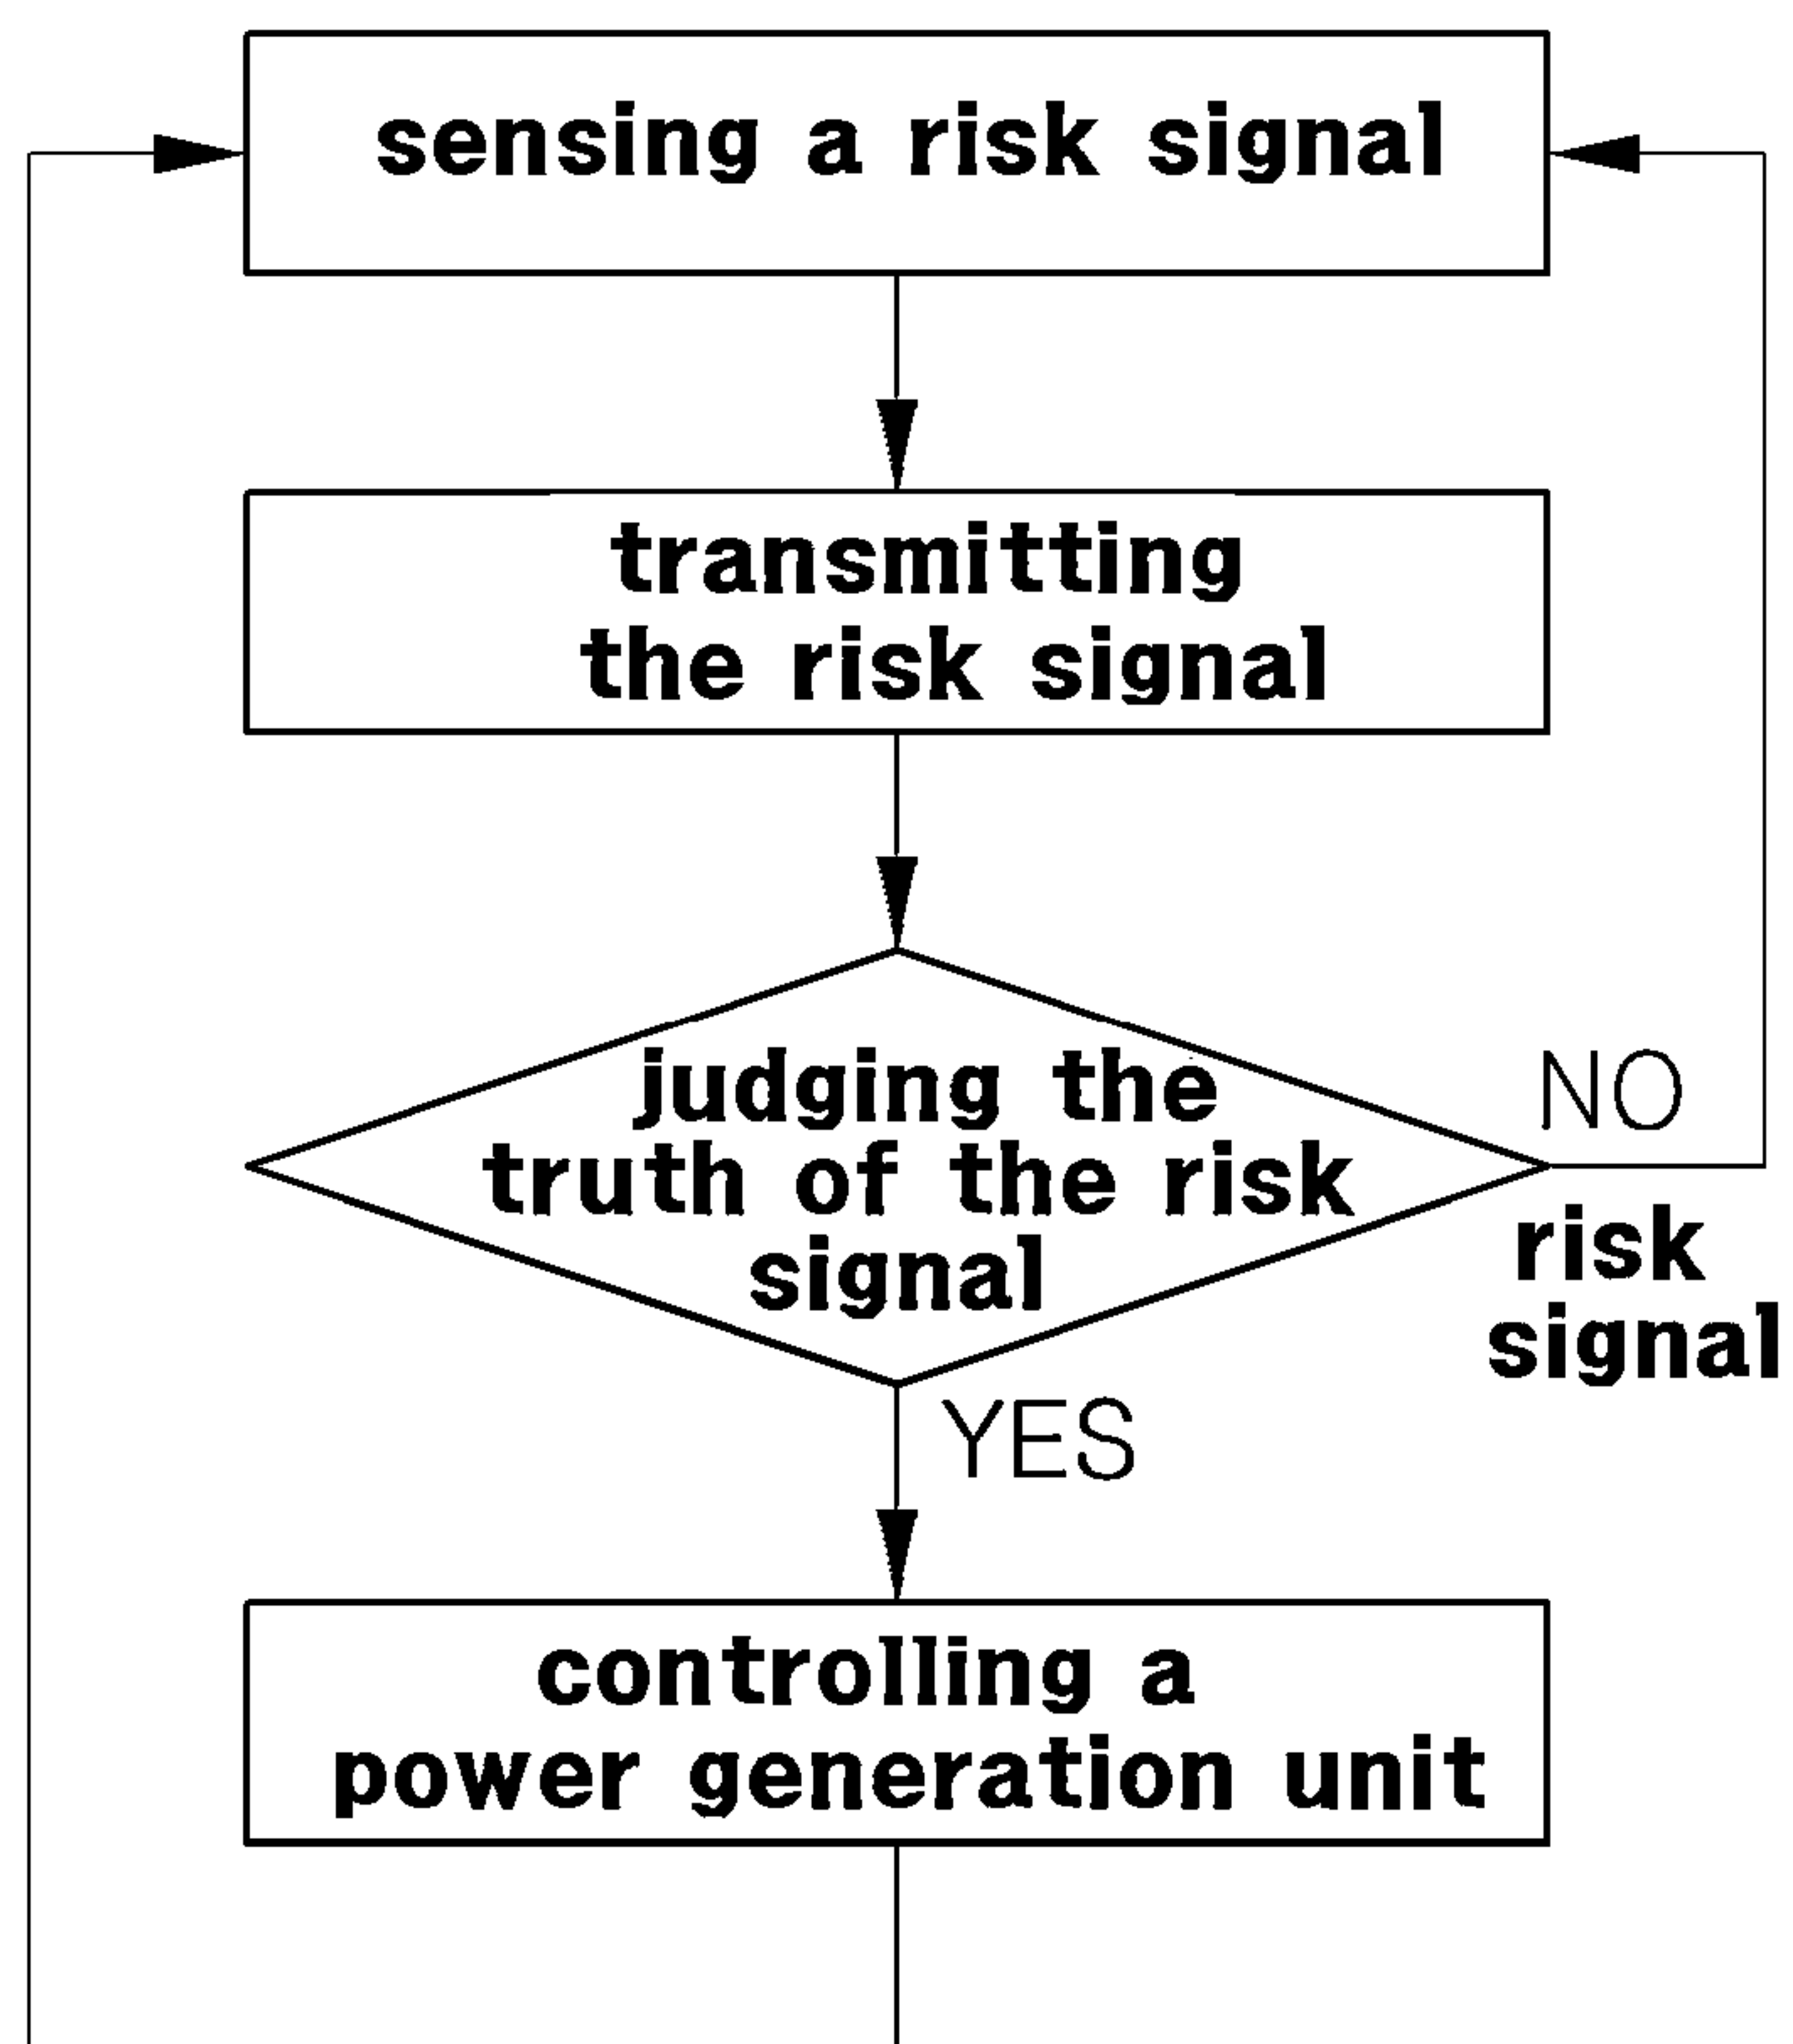 sensing a risk signal
transmitting
the risk signal
judging the
truth of the risk
signal
NO
risk
signal
YES
controlling a
power generation unit